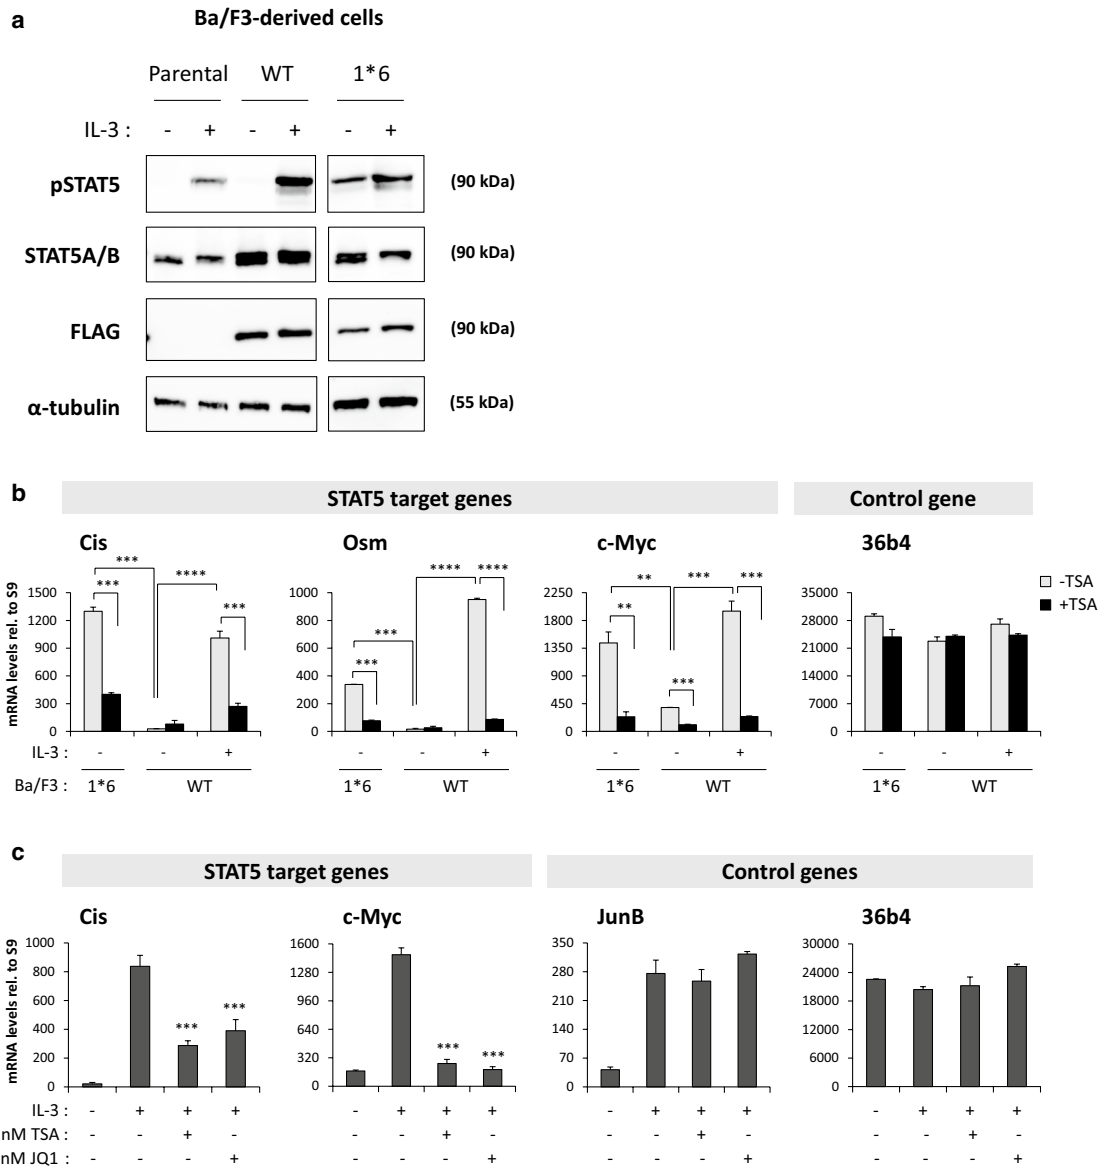 a
Ba/F3-derived cells
Parental WT 1*6
IL-3 : - + - + - +
pSTAT5 (90 kDa)
STAT5A/B (90 kDa)
FLAG (90 kDa)
α-tubulin (55 kDa)
b
STAT5 target genes Control gene
Cis Osm c-Myc 36b4
mRNA levels rel. to S9
1500 1200 900 600 300 0
*** *** **** ***
1000 800 600 400 200 0
*** *** **** ****
2250 1800 1350 900 450 0
** ** *** *** ***
35000 28000 21000 14000 7000 0
-TSA
+TSA
IL-3 : - - + - - + - - + - - +
Ba/F3 : 1*6 WT 1*6 WT 1*6 WT 1*6 WT
c
STAT5 target genes Control genes
Cis c-Myc JunB 36b4
mRNA levels rel. to S9
1000 800 600 400 200 0
*** ***
1600 1280 960 640 320 0
*** ***
350 280 210 140 70 0
30000 24000 18000 12000 6000 0
IL-3 : - + + + - + + + - + + + - + + +
nM TSA : - - + - - - + - - - + - - - + -
nM JQ1 : - - - + - - - + - - - + - - - +